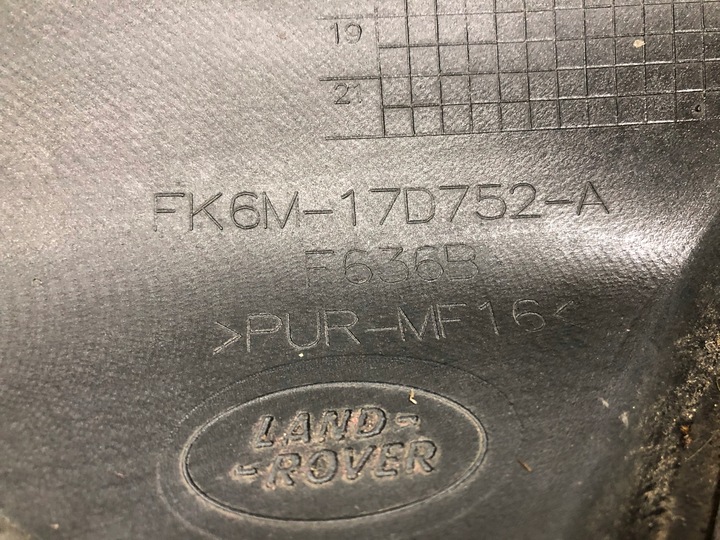 19
21
FK6M-17D752-A
F636B
>PUR-MF16<
LAND-
-ROVER